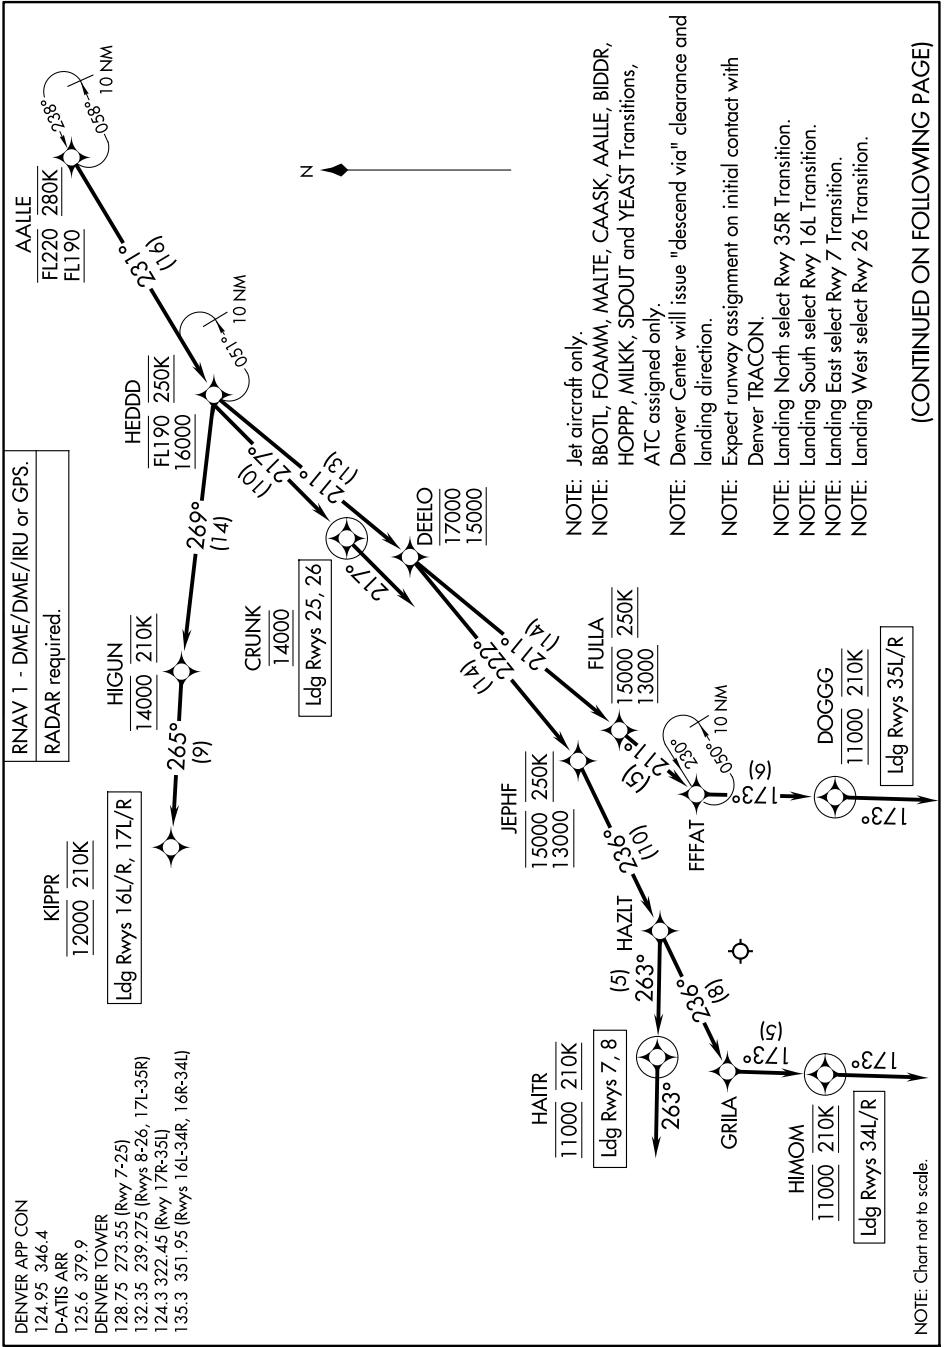 RNAV 1 - DME/DME/IRU or GPS.
RADAR required.
DENVER APP CON
124.95 346.4
D-ATIS ARR
125.6 379.9
DENVER TOWER
128.75 273.55 (Rwy 7-25)
132.35 239.275 (Rwys 8-26, 17L-35R)
124.3 322.45 (Rwy 17R-35L)
135.3 351.95 (Rwys 16L-34R, 16R-34L)
KIPPR
12000 210K
Ldg Rwys 16L/R, 17L/R
265°
(9)
HIGUN
14000 210K
269°
(14)
HEDDD
FL190 250K
16000
051°
10 NM
231°
(16)
AALLE
FL220 280K
FL190
238°
058°
10 NM
N
217°
(10)
211°
(13)
CRUNK
14000
Ldg Rwys 25, 26
217°
DEELO
17000
15000
222°
(14)
211°
(14)
JEPHF
15000 250K
13000
FULLA
15000 250K
13000
236°
(10)
211°
(5)
HAZLT
263°
(5)
HAITR
11000 210K
Ldg Rwys 7, 8
263°
236°
(8)
GRILA
173°
(5)
HIMOM
11000 210K
Ldg Rwys 34L/R
173°
FFFAT
230°
050°
10 NM
173°
(6)
DOGGG
11000 210K
Ldg Rwys 35L/R
173°
NOTE: Jet aircraft only.
NOTE: BBOTL, FOAMM, MALTE, CAASK, AALLE, BIDDR,
HOPPP, MILKK, SDOUT and YEAST Transitions,
ATC assigned only.
NOTE: Denver Center will issue "descend via" clearance and
landing direction.
NOTE: Expect runway assignment on initial contact with
Denver TRACON.
NOTE: Landing North select Rwy 35R Transition.
NOTE: Landing South select Rwy 16L Transition.
NOTE: Landing East select Rwy 7 Transition.
NOTE: Landing West select Rwy 26 Transition.
(CONTINUED ON FOLLOWING PAGE)
NOTE: Chart not to scale.